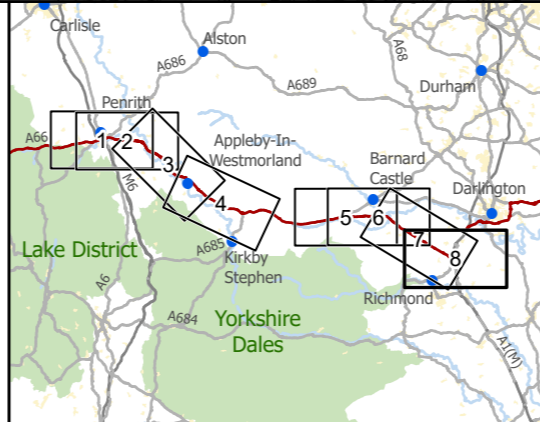 Carlisle
Alston
A686
A68
A689
Durham
Penrith
A66
1
2
3
Appleby-In-
Westmorland
4
M6
Barnard
Castle
Darlington
5
6
7
8
Lake District
A6
A685
Kirkby
Stephen
Richmond
A684
Yorkshire
Dales
A1(M)